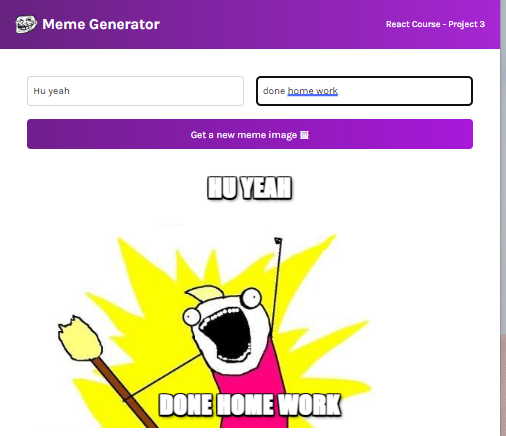 Meme Generator
React Course - Project 3
Hu yeah
done home work
Get a new meme image 🖼
HU YEAH
DONE HOME WORK